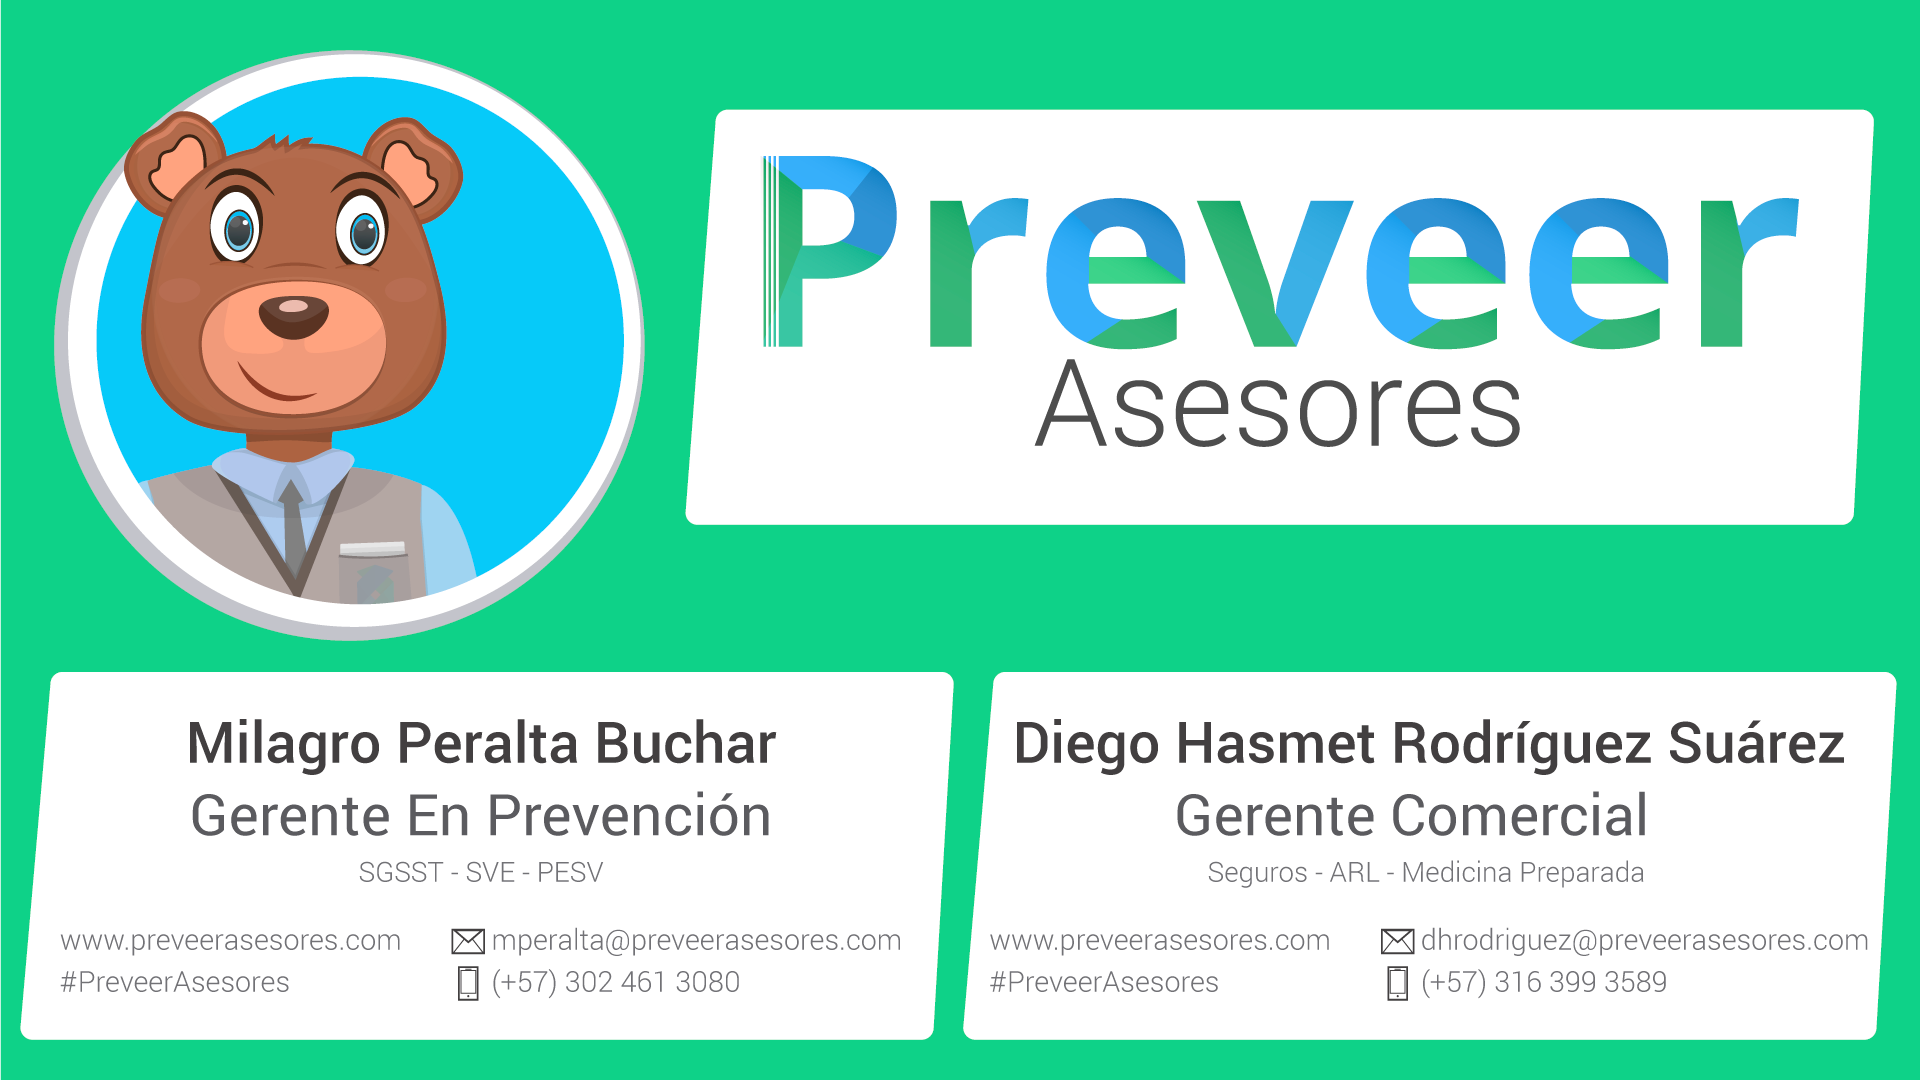 Preveer
Asesores
Milagro Peralta Buchar
Gerente En Prevención
SGSST - SVE - PESV
www.preveerasesores.com
mperalta@preveerasesores.com
#PreveerAsesores
(+57) 302 461 3080
Diego Hasmet Rodríguez Suárez
Gerente Comercial
Seguros - ARL - Medicina Preparada
www.preveerasesores.com
dhrodriguez@preveerasesores.com
#PreveerAsesores
(+57) 316 399 3589